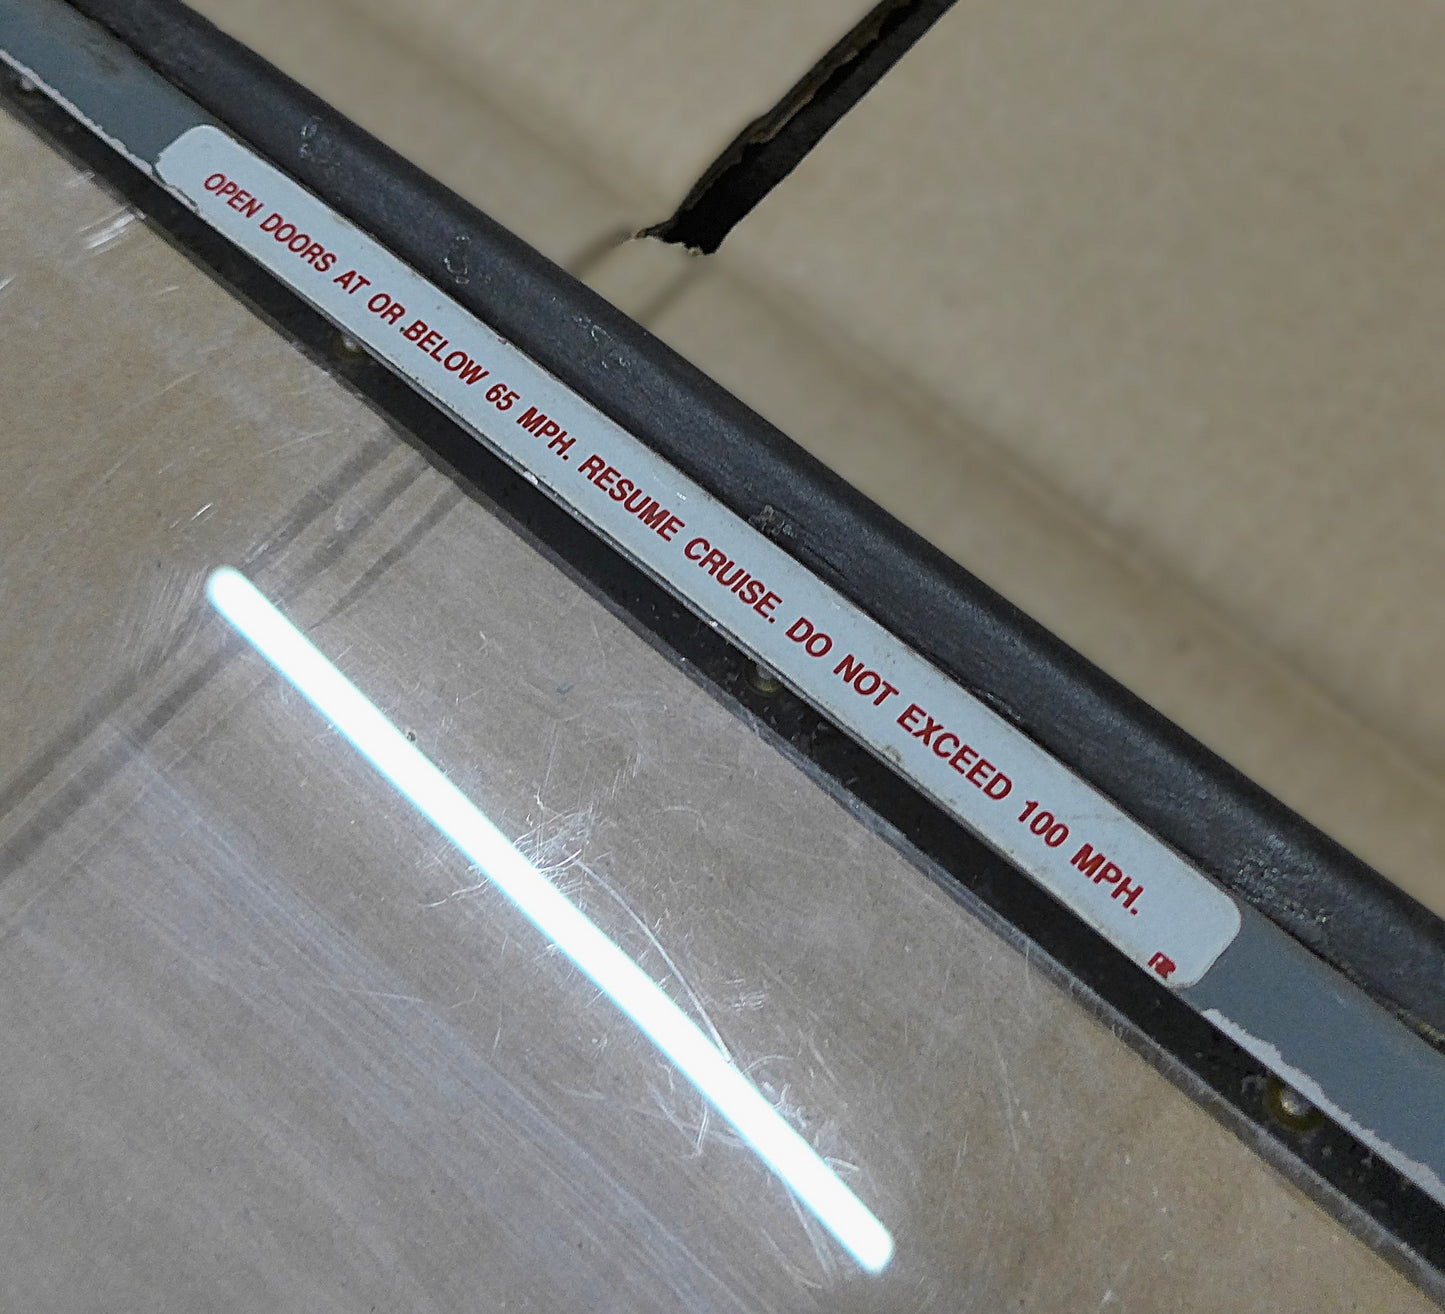 OPEN DOORS AT OR BELOW 65 MPH. RESUME CRUISE. DO NOT EXCEED 100 MPH.